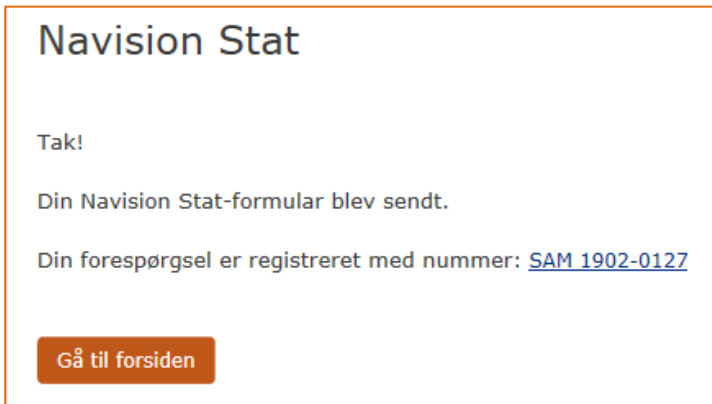 Navision Stat
Tak!
Din Navision Stat-formular blev sendt.
Din forespørgsel er registreret med nummer: SAM 1902-0127
Gå til forsiden